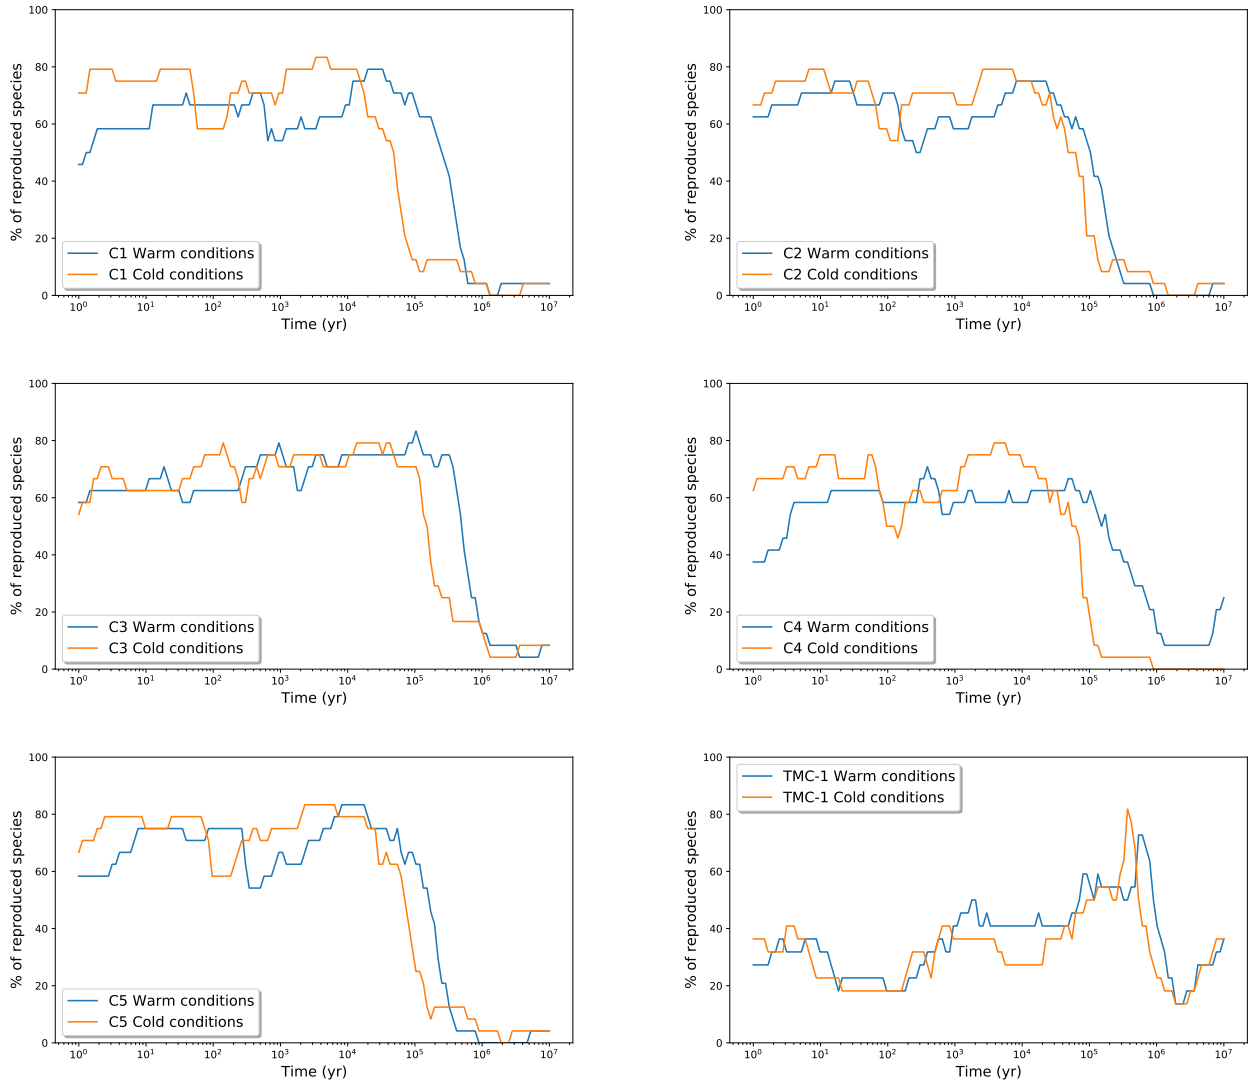 100
80
60
40
20
0
% of reproduced species
C1 Warm conditions
C1 Cold conditions
10⁰ 10¹ 10² 10³ 10⁴ 10⁵ 10⁶ 10⁷
Time (yr)
100
80
60
40
20
0
% of reproduced species
C2 Warm conditions
C2 Cold conditions
10⁰ 10¹ 10² 10³ 10⁴ 10⁵ 10⁶ 10⁷
Time (yr)
100
80
60
40
20
0
% of reproduced species
C3 Warm conditions
C3 Cold conditions
10⁰ 10¹ 10² 10³ 10⁴ 10⁵ 10⁶ 10⁷
Time (yr)
100
80
60
40
20
0
% of reproduced species
C4 Warm conditions
C4 Cold conditions
10⁰ 10¹ 10² 10³ 10⁴ 10⁵ 10⁶ 10⁷
Time (yr)
100
80
60
40
20
0
% of reproduced species
C5 Warm conditions
C5 Cold conditions
10⁰ 10¹ 10² 10³ 10⁴ 10⁵ 10⁶ 10⁷
Time (yr)
100
80
60
40
20
0
% of reproduced species
TMC-1 Warm conditions
TMC-1 Cold conditions
10⁰ 10¹ 10² 10³ 10⁴ 10⁵ 10⁶ 10⁷
Time (yr)